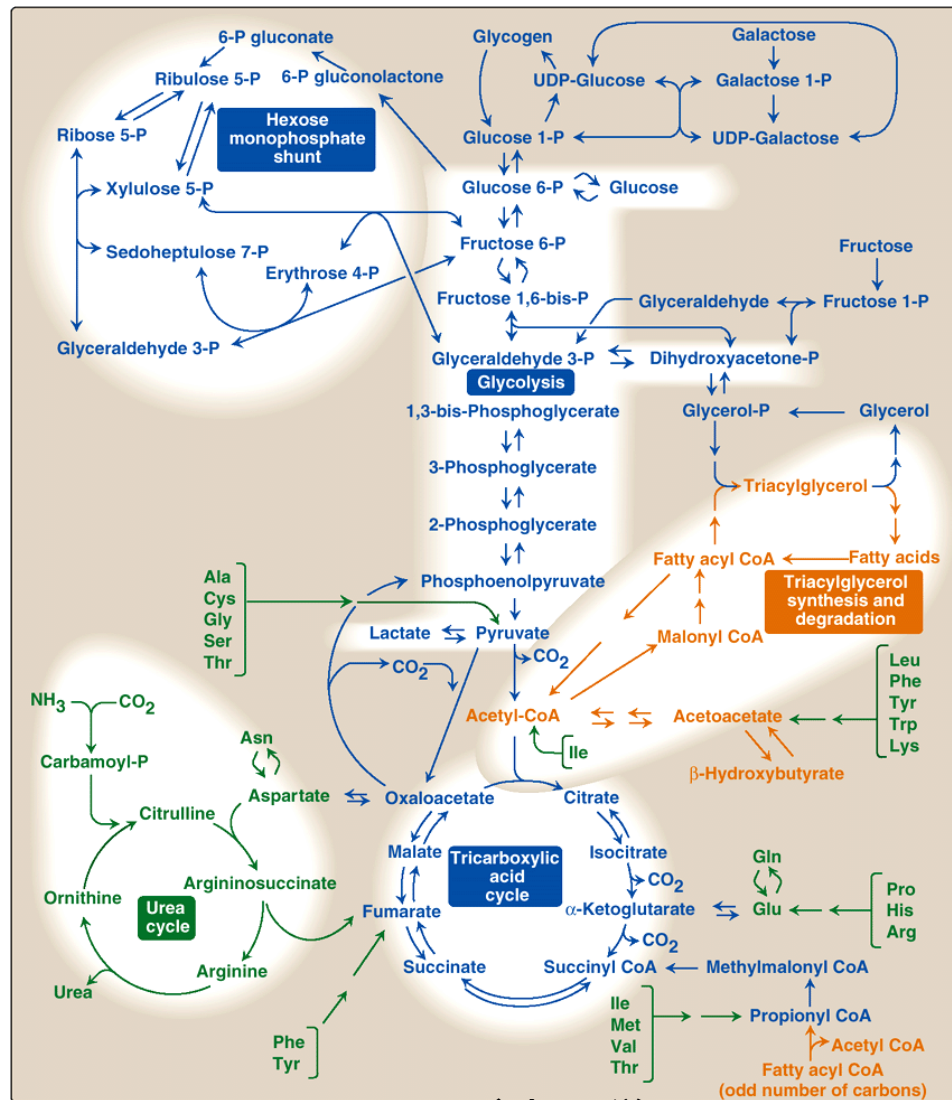 6-P gluconate
Ribulose 5-P
6-P gluconolactone
Ribose 5-P
Hexose
monophosphate
shunt
Xylulose 5-P
Sedoheptulose 7-P
Erythrose 4-P
Glyceraldehyde 3-P
Glycogen
UDP-Glucose
Glucose 1-P
Galactose
Galactose 1-P
UDP-Galactose
Glucose 6-P
Glucose
Fructose 6-P
Fructose 1,6-bis-P
Glyceraldehyde
Fructose
Fructose 1-P
Glyceraldehyde 3-P
Dihydroxyacetone-P
Glycolysis
1,3-bis-Phosphoglycerate
Glycerol-P
Glycerol
3-Phosphoglycerate
Triacylglycerol
2-Phosphoglycerate
Fatty acyl CoA
Fatty acids
Triacylglycerol
synthesis and
degradation
Malonyl CoA
Phosphoenolpyruvate
Ala
Cys
Gly
Ser
Thr
Lactate
Pyruvate
CO2
CO2
Acetyl-CoA
Acetoacetate
Leu
Phe
Tyr
Trp
Lys
Ile
β-Hydroxybutyrate
NH3
CO2
Carbamoyl-P
Asn
Aspartate
Citrulline
Argininosuccinate
Ornithine
Urea
cycle
Arginine
Urea
Oxaloacetate
Citrate
Malate
Tricarboxylic
acid
cycle
Isocitrate
CO2
Fumarate
α-Ketoglutarate
CO2
Succinate
Succinyl CoA
Gln
Glu
Pro
His
Arg
Methylmalonyl CoA
Phe
Tyr
Ile
Met
Val
Thr
Propionyl CoA
Acetyl CoA
Fatty acyl CoA
(odd number of carbons)